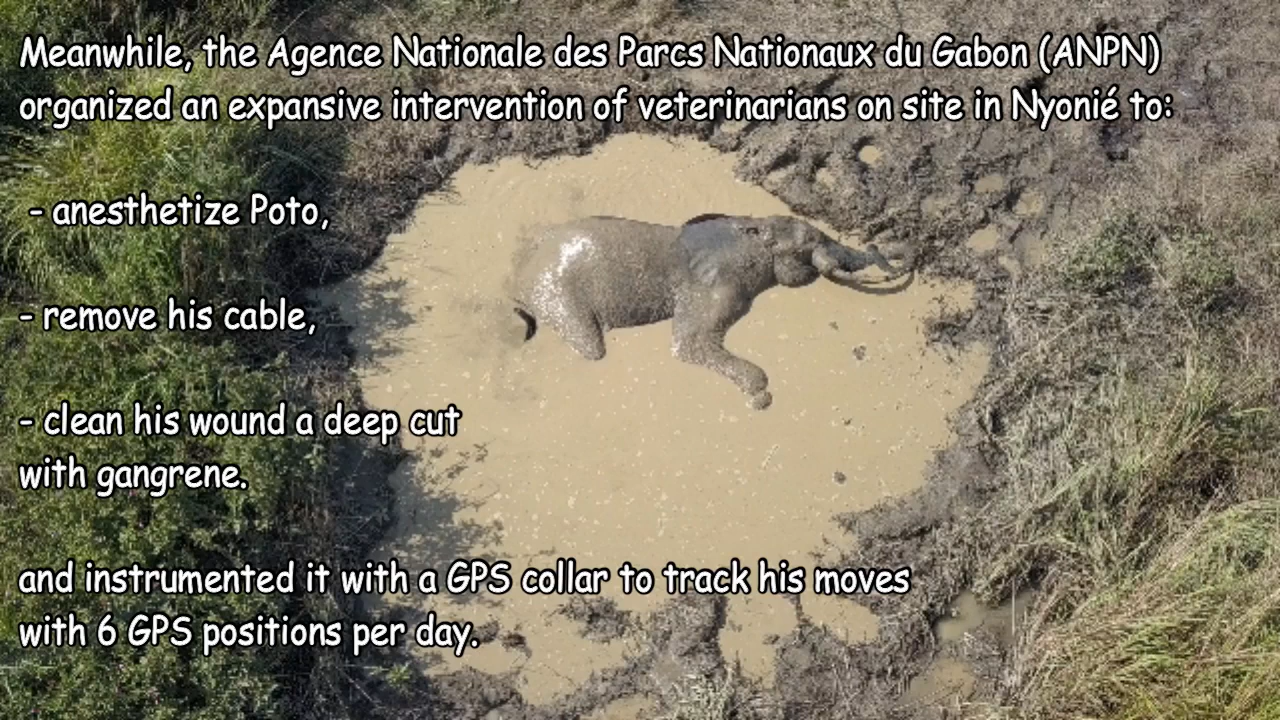 Meanwhile, the Agence Nationale des Parcs Nationaux du Gabon (ANPN)
organized an expansive intervention of veterinarians on site in Nyonié to:
- anesthetize Poto,
- remove his cable,
- clean his wound a deep cut
with gangrene.
and instrumented it with a GPS collar to track his moves
with 6 GPS positions per day.